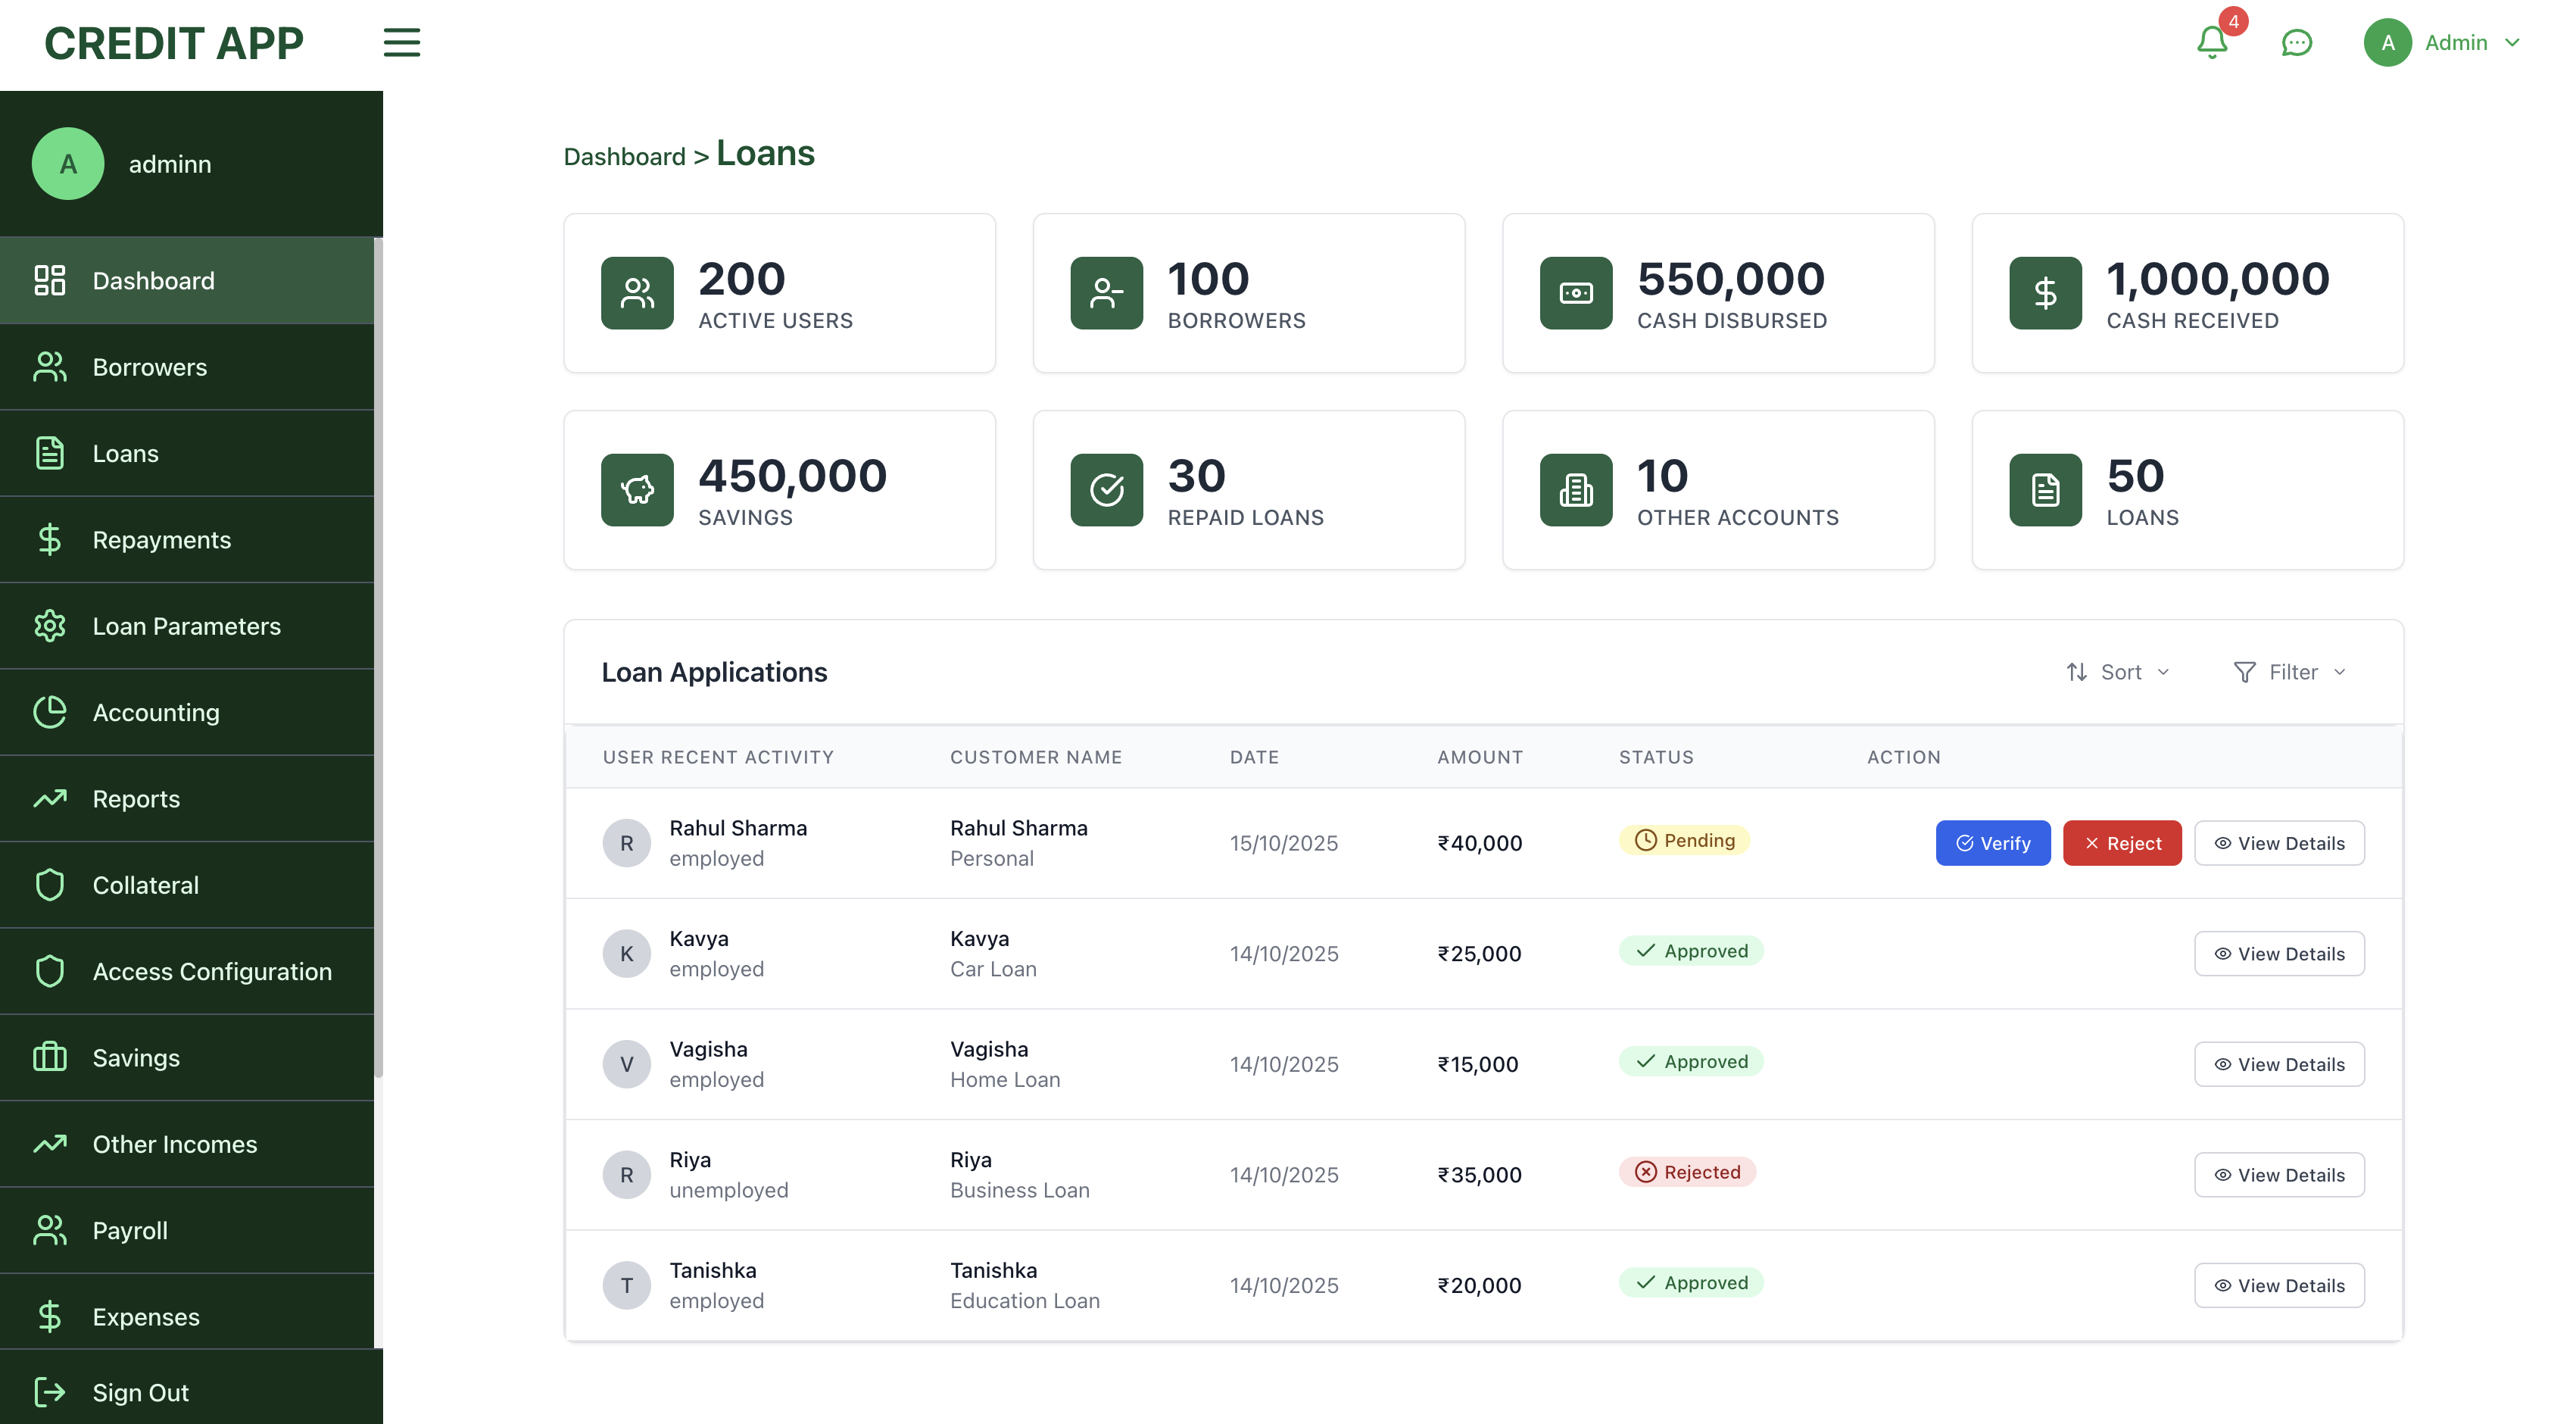 CREDIT APP
4
A
Admin
A
adminn
Dashboard
Borrowers
Loans
Repayments
Loan Parameters
Accounting
Reports
Collateral
Access Configuration
Savings
Other Incomes
Payroll
Expenses
Sign Out
Dashboard > Loans
200
ACTIVE USERS
100
BORROWERS
550,000
CASH DISBURSED
1,000,000
CASH RECEIVED
450,000
SAVINGS
30
REPAID LOANS
10
OTHER ACCOUNTS
50
LOANS
Loan Applications
Sort
Filter
USER RECENT ACTIVITY CUSTOMER NAME DATE AMOUNT STATUS ACTION
R Rahul Sharma Rahul Sharma 15/10/2025 ₹40,000 Pending Verify Reject View Details
employed Personal
K Kavya Kavya 14/10/2025 ₹25,000 Approved View Details
employed Car Loan
V Vagisha Vagisha 14/10/2025 ₹15,000 Approved View Details
employed Home Loan
R Riya Riya 14/10/2025 ₹35,000 Rejected View Details
unemployed Business Loan
T Tanishka Tanishka 14/10/2025 ₹20,000 Approved View Details
employed Education Loan